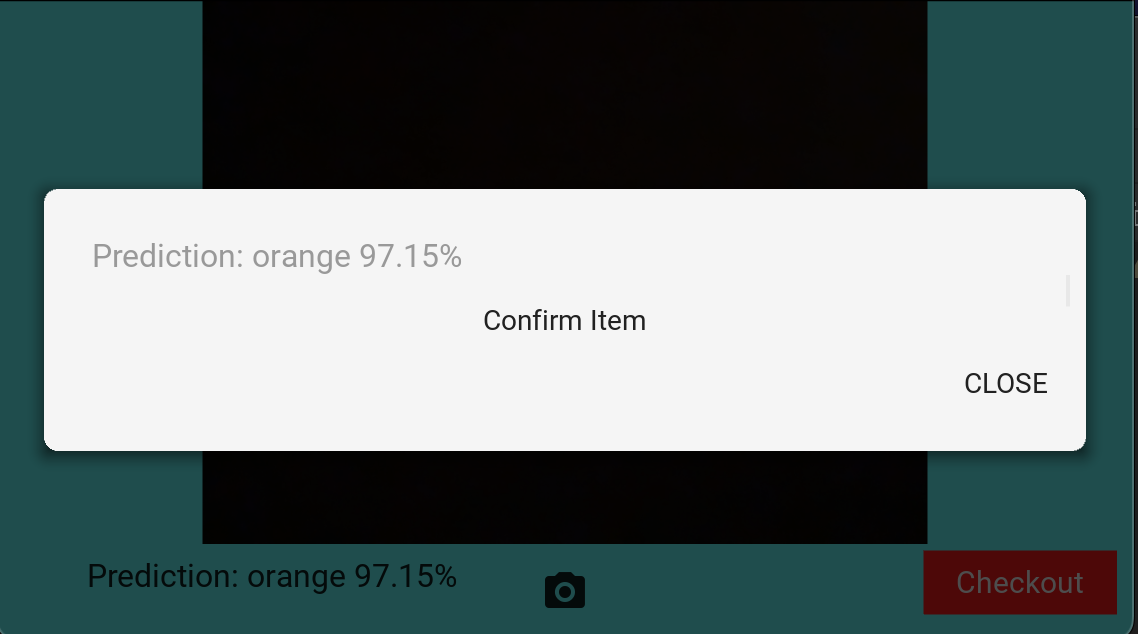 Prediction: orange 97.15%
Confirm Item
CLOSE
Prediction: orange 97.15%
Checkout